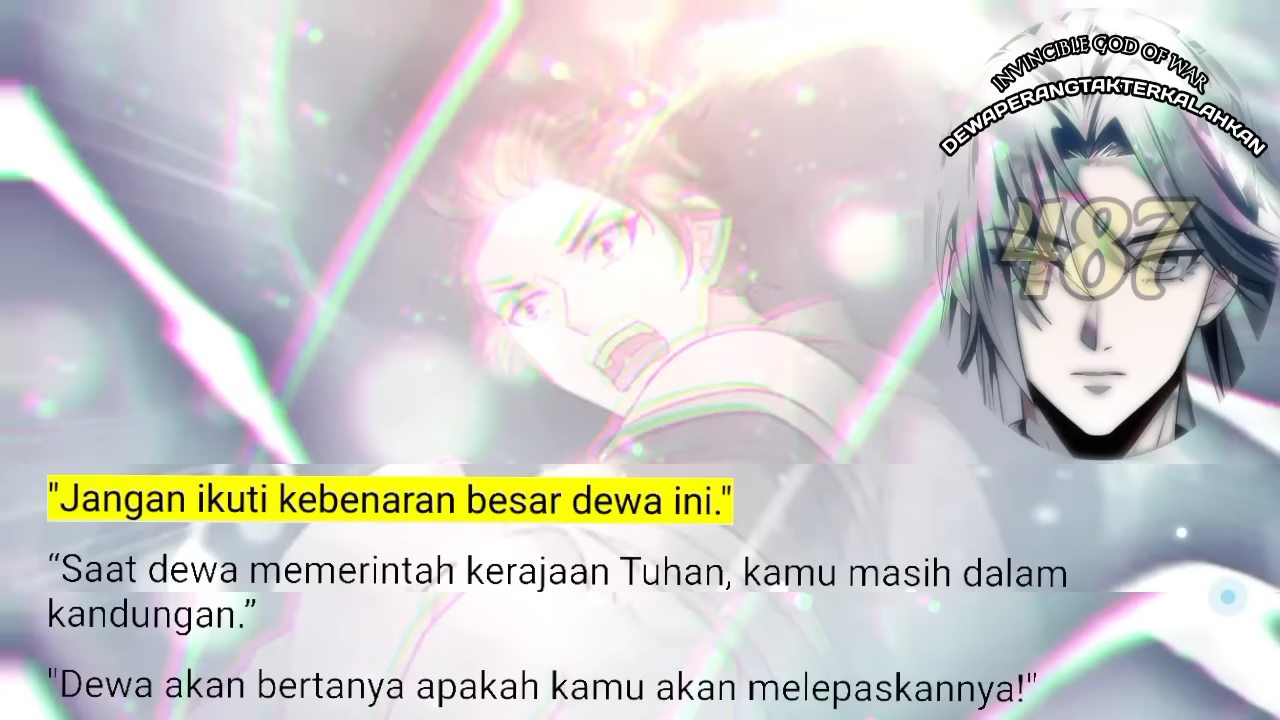 INVINCIBLE GOD OF WAR
DEWAPERANGTAKTERKALAHKAN
487
"Jangan ikuti kebenaran besar dewa ini."
“Saat dewa memerintah kerajaan Tuhan, kamu masih dalam
kandungan.”
"Dewa akan bertanya apakah kamu akan melepaskannya!"